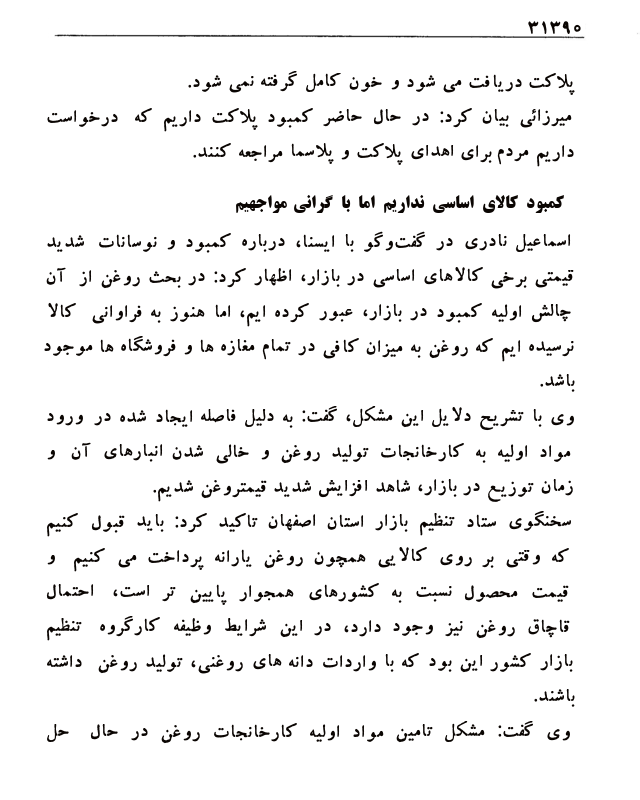 ۳۱۳۹۰
پلاکت دریافت می شود و خون کامل گرفته نمی شود.
میرزائی بیان کرد: در حال حاضر کمبود پلاکت داریم که درخواست
داریم مردم برای اهدای پلاکت و پلاسما مراجعه کنند.
کمبود کالای اساسی نداریم اما با گرانی مواجهیم
اسماعیل نادری در گفت‌وگو با ایسنا، درباره کمبود و نوسانات شدید
قیمتی برخی کالاهای اساسی در بازار، اظهار کرد: در بحث روغن از آن
چالش اولیه کمبود در بازار، عبور کرده ایم، اما هنوز به فراوانی کالا
نرسیده ایم که روغن به میزان کافی در تمام مغازه ها و فروشگاه ها موجود
باشد.
وی با تشریح دلایل این مشکل، گفت: به دلیل فاصله ایجاد شده در ورود
مواد اولیه به کارخانجات تولید روغن و خالی شدن انبارهای آن و
زمان توزیع در بازار، شاهد افزایش شدید قیمتروغن شدیم.
سخنگوی ستاد تنظیم بازار استان اصفهان تاکید کرد: باید قبول کنیم
که وقتی بر روی کالایی همچون روغن یارانه پرداخت می کنیم و
قیمت محصول نسبت به کشورهای همجوار پایین تر است، احتمال
قاچاق روغن نیز وجود دارد، در این شرایط وظیفه کارگروه تنظیم
بازار کشور این بود که با واردات دانه های روغنی، تولید روغن داشته
باشند.
وی گفت: مشکل تامین مواد اولیه کارخانجات روغن در حال حل